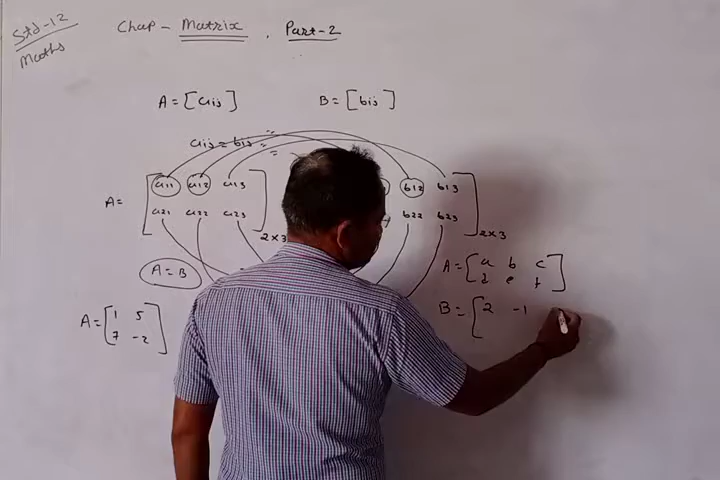 Std-12
Maths
Chap - Matrix . Part-2
A = [aij] B = [bij]
aij = bij
A = [a11 a12 a13 b12 b13]
a21 a22 a23 b22 b23
2×3 2×3
A = B
A = [a b c
d e f]
B = [2 -1
A = [1 5
7 -2]